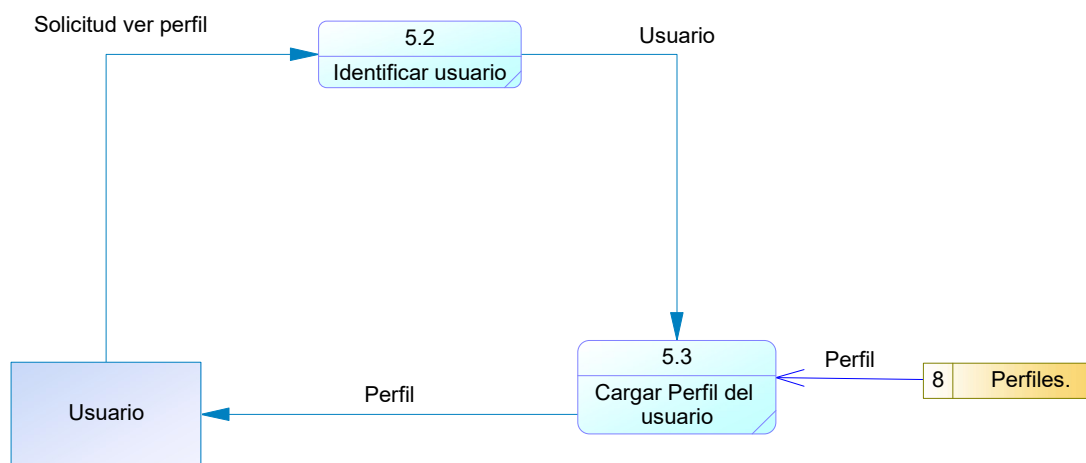 Solicitud ver perfil
5.2
Identificar usuario
Usuario
5.3
Cargar Perfil del
usuario
Perfil
8
Perfiles.
Perfil
Usuario